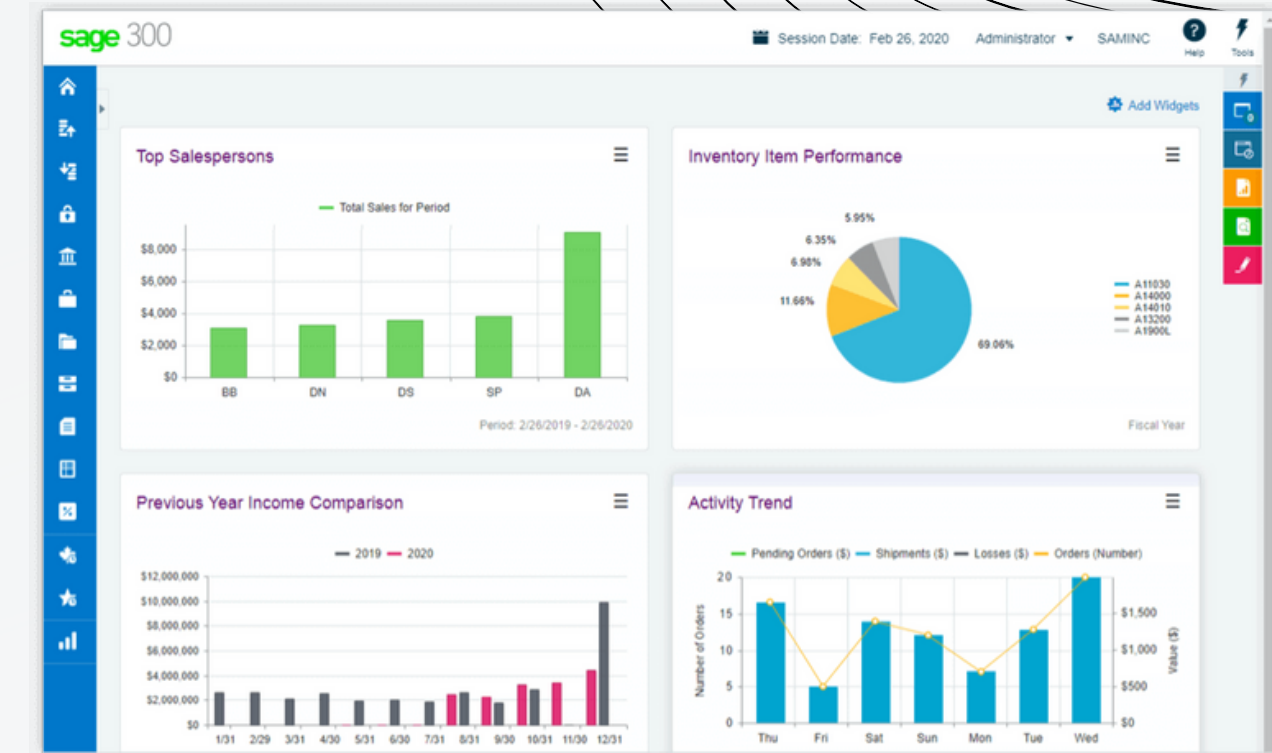 sage 300
Session Date: Feb 26, 2020 Administrator SAMINC Help Tools
Add Widgets
Top Salespersons
Total Sales for Period
$8,000
$6,000
$4,000
$2,000
$0
BB DN DS SP DA
Period: 2/26/2019 - 2/26/2020
Inventory Item Performance
5.95%
6.35%
6.98%
11.66%
69.06%
A11030
A14000
A14010
A13200
A1900L
Fiscal Year
Previous Year Income Comparison
2019 2020
$12,000,000
$10,000,000
$8,000,000
$6,000,000
$4,000,000
$2,000,000
$0
1/31 2/29 3/31 4/30 5/31 6/30 7/31 8/31 9/30 10/31 11/30 12/31
Activity Trend
Pending Orders ($) Shipments ($) Losses ($) Orders (Number)
Number of Orders
20
15
10
5
0
$1,500
$1,000
$500
$0
Value ($)
Thu Fri Sat Sun Mon Tue Wed